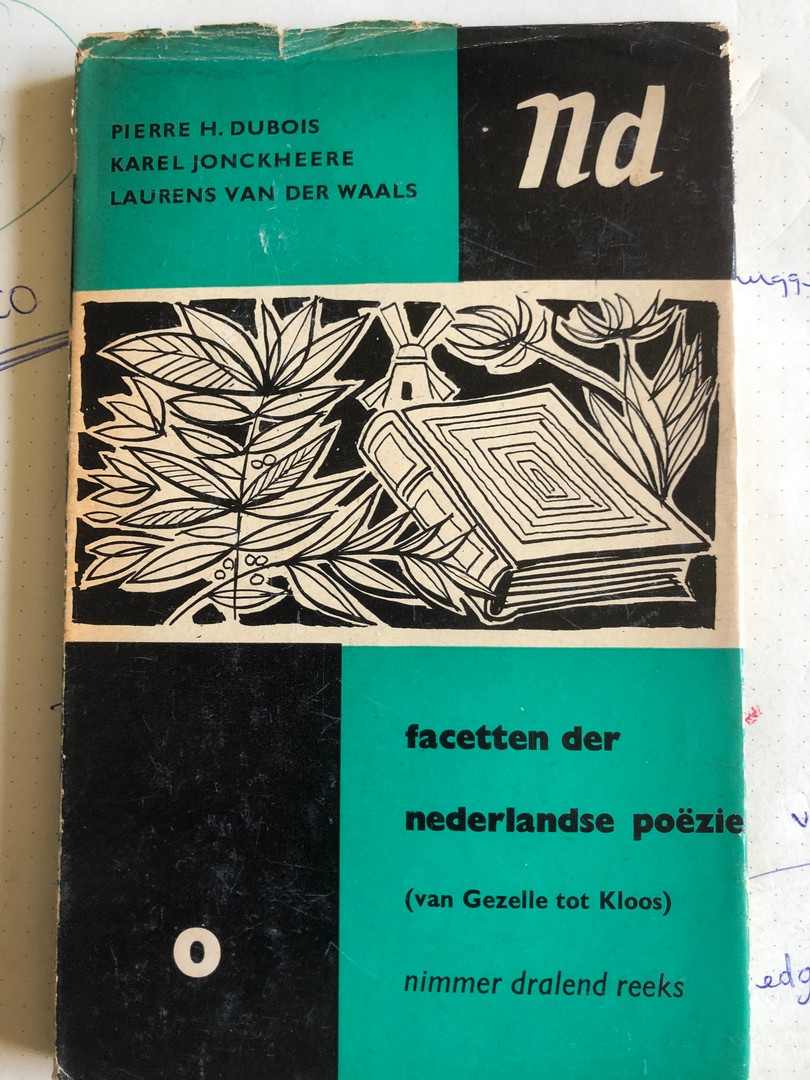 PIERRE H. DUBOIS
KAREL JONCKHEERE
LAURENS VAN DER WAALS
nd
facetten der
nederlandse poëzie
(van Gezelle tot Kloos)
nimmer dralend reeks
o